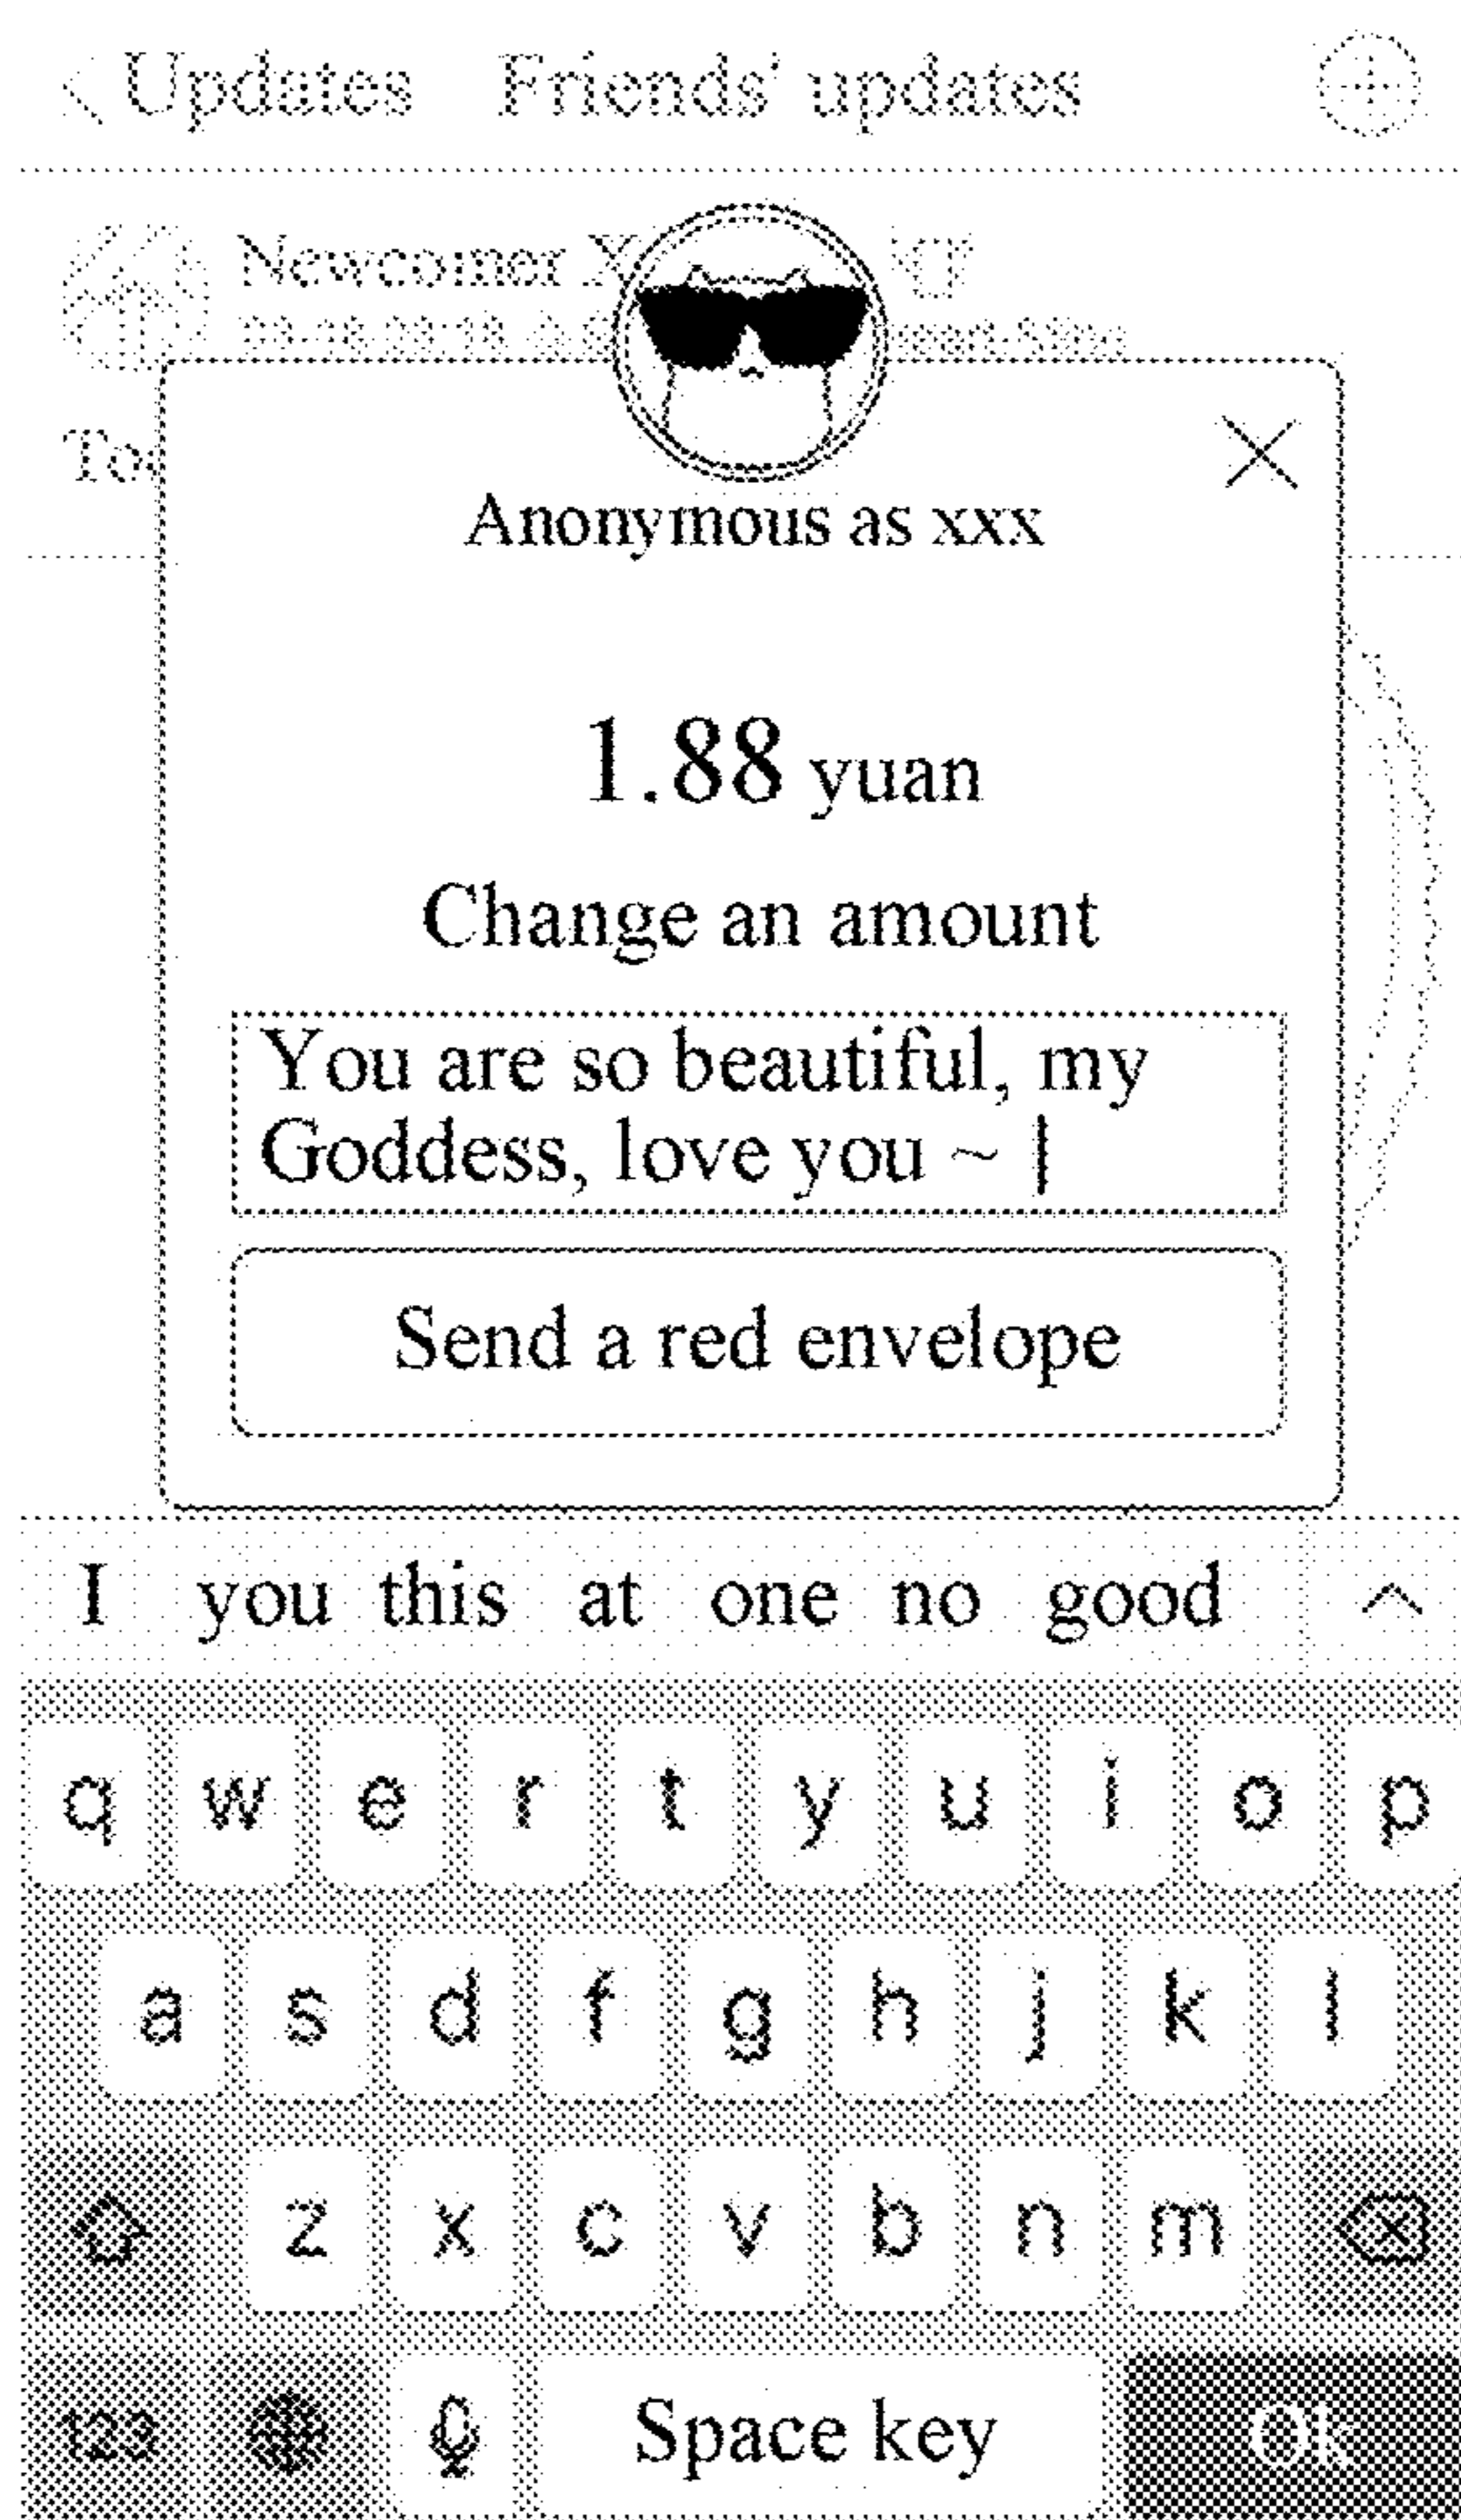 Updates Friends' updates
Newcomer
Anonymous as xxx
1.88 yuan
Change an amount
You are so beautiful, my
Goddess, love you ~
Send a red envelope
I you this at one no good
q w e r t y u i o p
a s d f g h j k l
z x c v b n m
123 Space key Ok